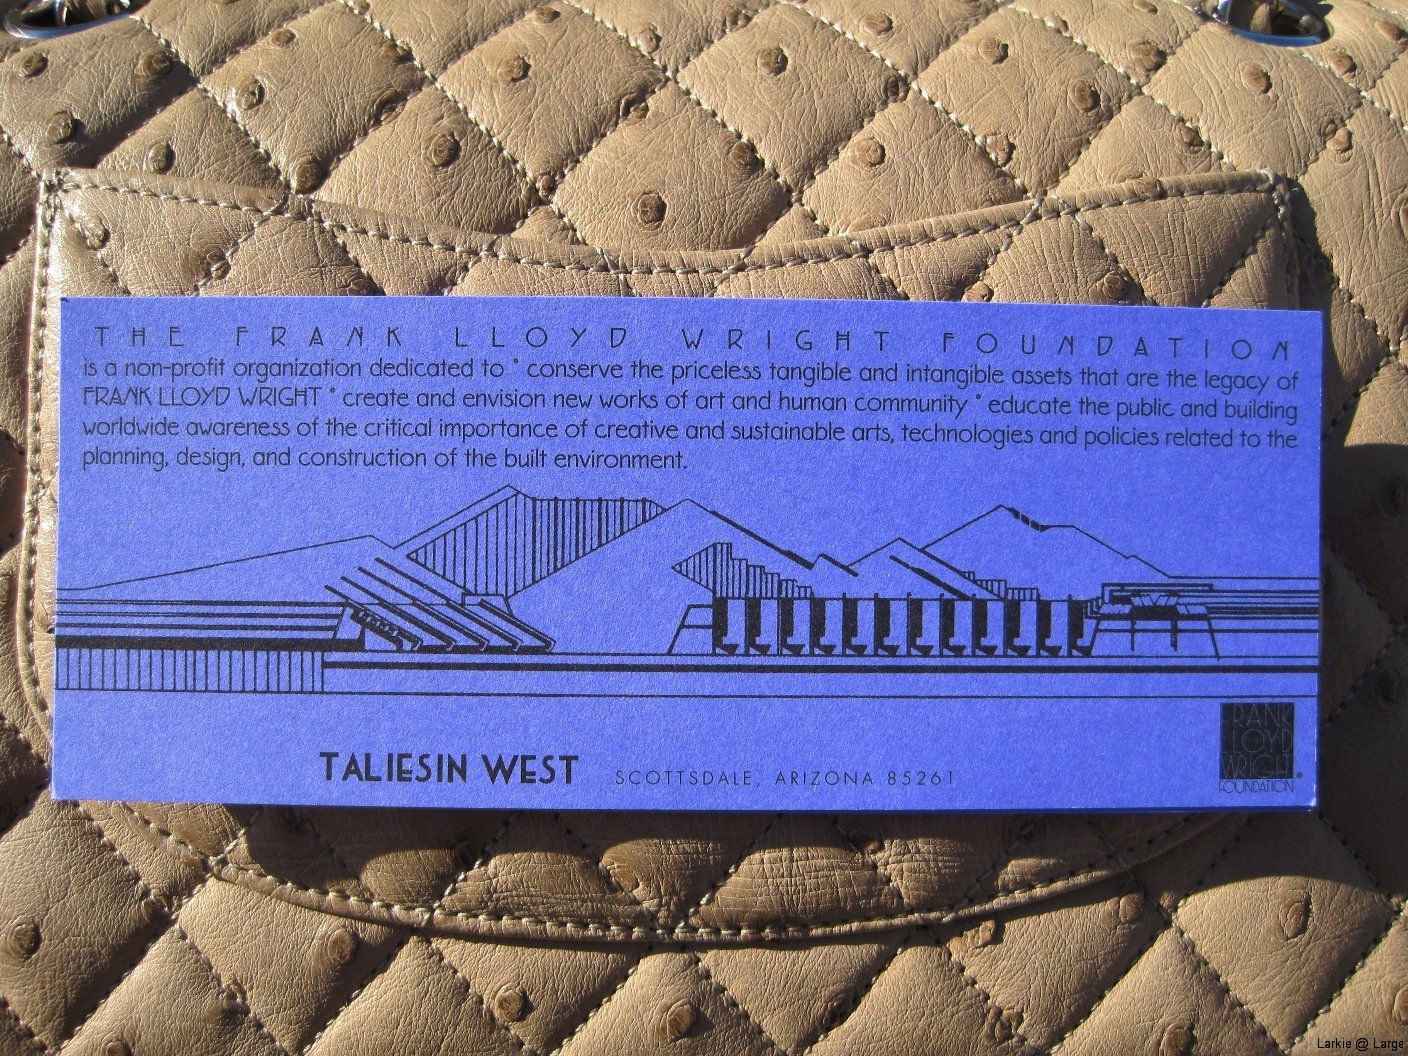 THE FRANK LLOYD WRIGHT FOUNDATION
is a non-profit organization dedicated to ° conserve the priceless tangible and intangible assets that are the legacy of
FRANK LLOYD WRIGHT ° create and envision new works of art and human community ° educate the public and building
worldwide awareness of the critical importance of creative and sustainable arts, technologies and policies related to the
planning, design, and construction of the built environment.
TALIESIN WEST SCOTTSDALE, ARIZONA 85261
FRANK
LLOYD
WRIGHT
FOUNDATION ®
Larkie @ Large